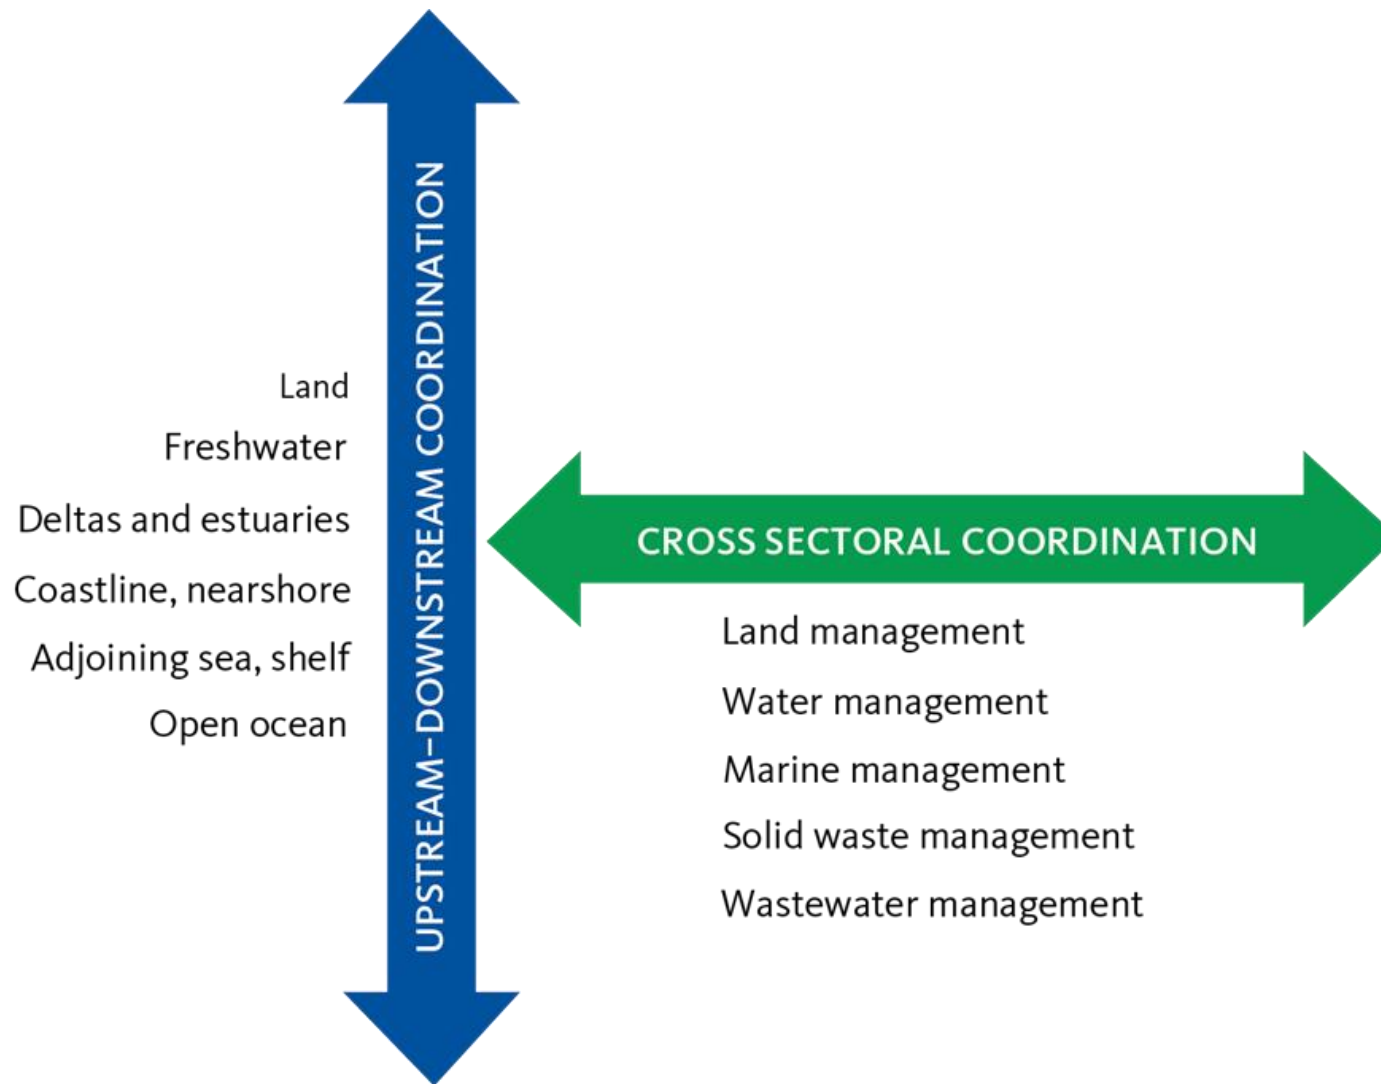 UPSTREAM–DOWNSTREAM COORDINATION
Land
Freshwater
Deltas and estuaries
Coastline, nearshore
Adjoining sea, shelf
Open ocean
CROSS SECTORAL COORDINATION
Land management
Water management
Marine management
Solid waste management
Wastewater management